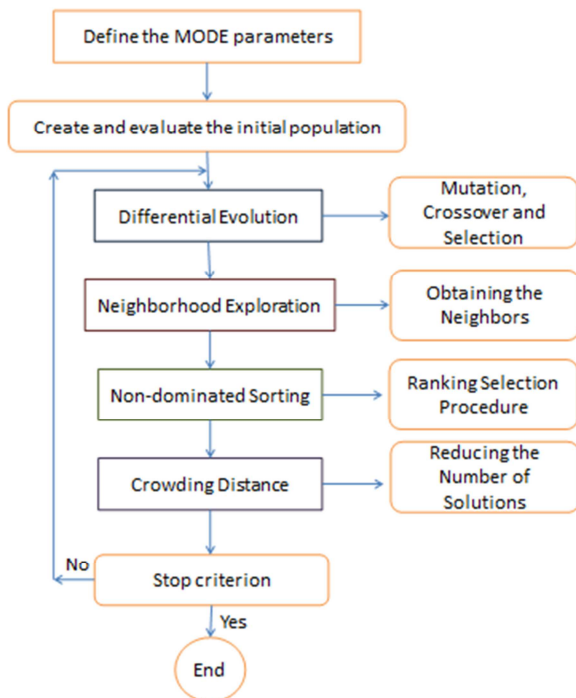 Define the MODE parameters
Create and evaluate the initial population
Differential Evolution
Mutation,
Crossover and
Selection
Neighborhood Exploration
Obtaining the
Neighbors
Non-dominated Sorting
Ranking Selection
Procedure
Crowding Distance
Reducing the
Number of
Solutions
No
Stop criterion
Yes
End